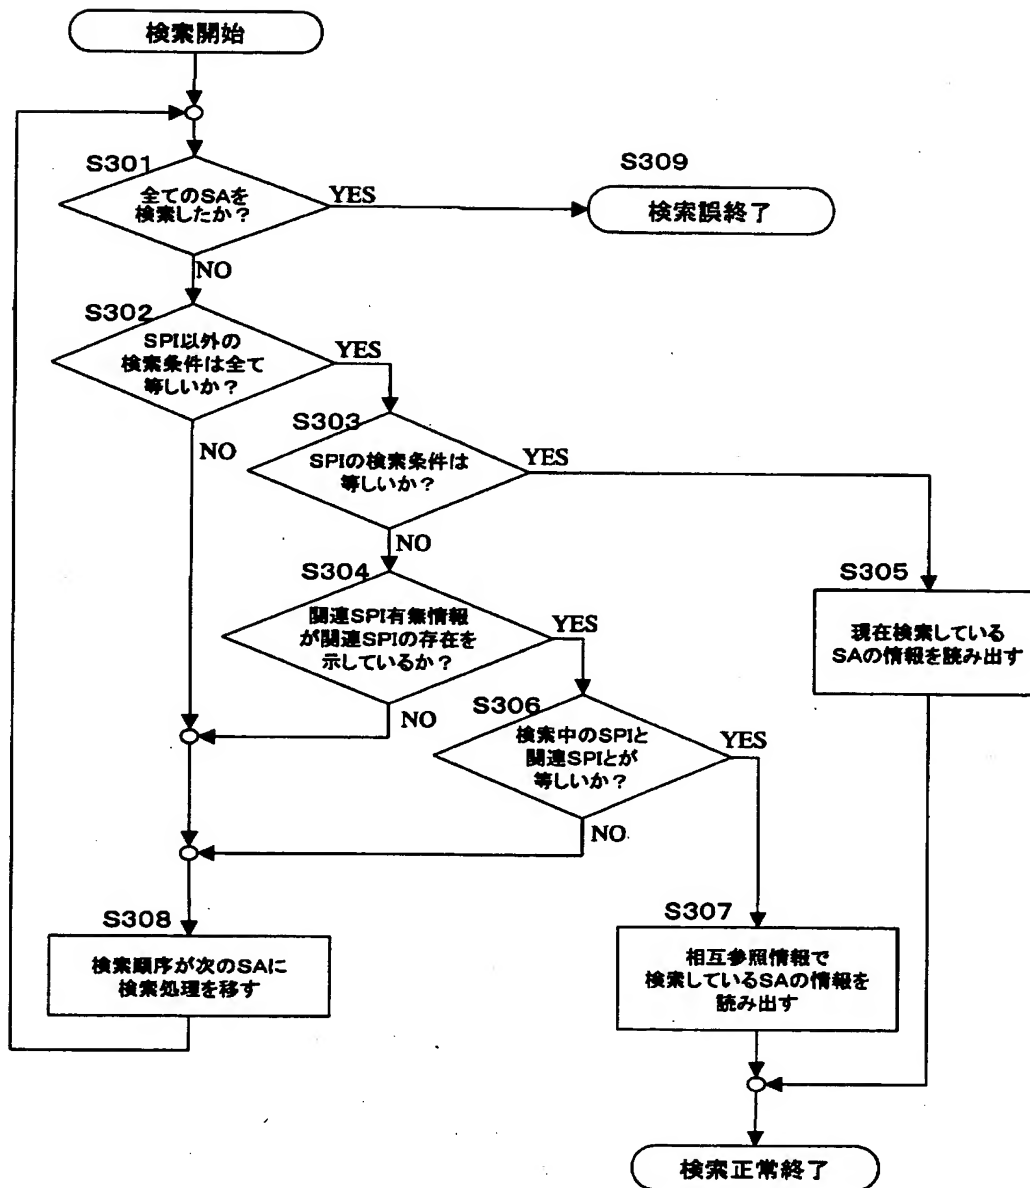 検索開始
S301
全てのSAを
検索したか？
YES
NO
S309
検索誤終了
S302
SPI以外の
検索条件は全て
等しいか？
YES
NO
S303
SPIの検索条件は
等しいか？
YES
NO
S304
関連SPI有無情報
が関連SPIの存在を
示しているか？
YES
NO
S305
現在検索している
SAの情報を読み出す
S306
検索中のSPIと
関連SPIとが
等しいか？
YES
NO
S308
検索順序が次のSAに
検索処理を移す
S307
相互参照情報で
検索しているSAの情報を
読み出す
検索正常終了